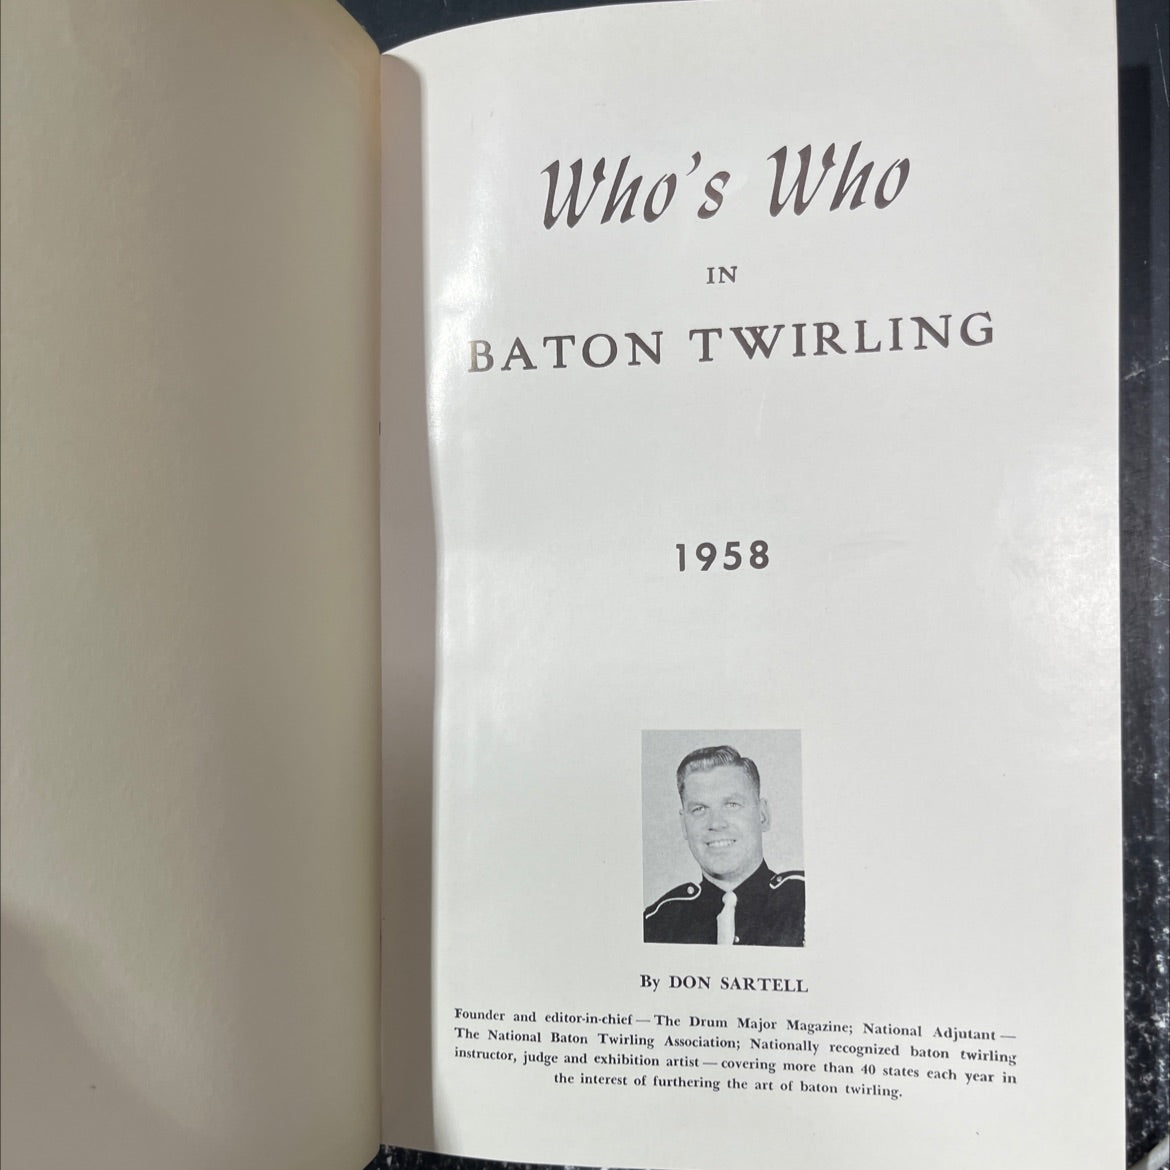 Who's Who
IN
BATON TWIRLING
1958
By DON SARTELL
Founder and editor-in-chief — The Drum Major Magazine; National Adjutant —
The National Baton Twirling Association; Nationally recognized baton twirling
instructor, judge and exhibition artist — covering more than 40 states each year in
the interest of furthering the art of baton twirling.